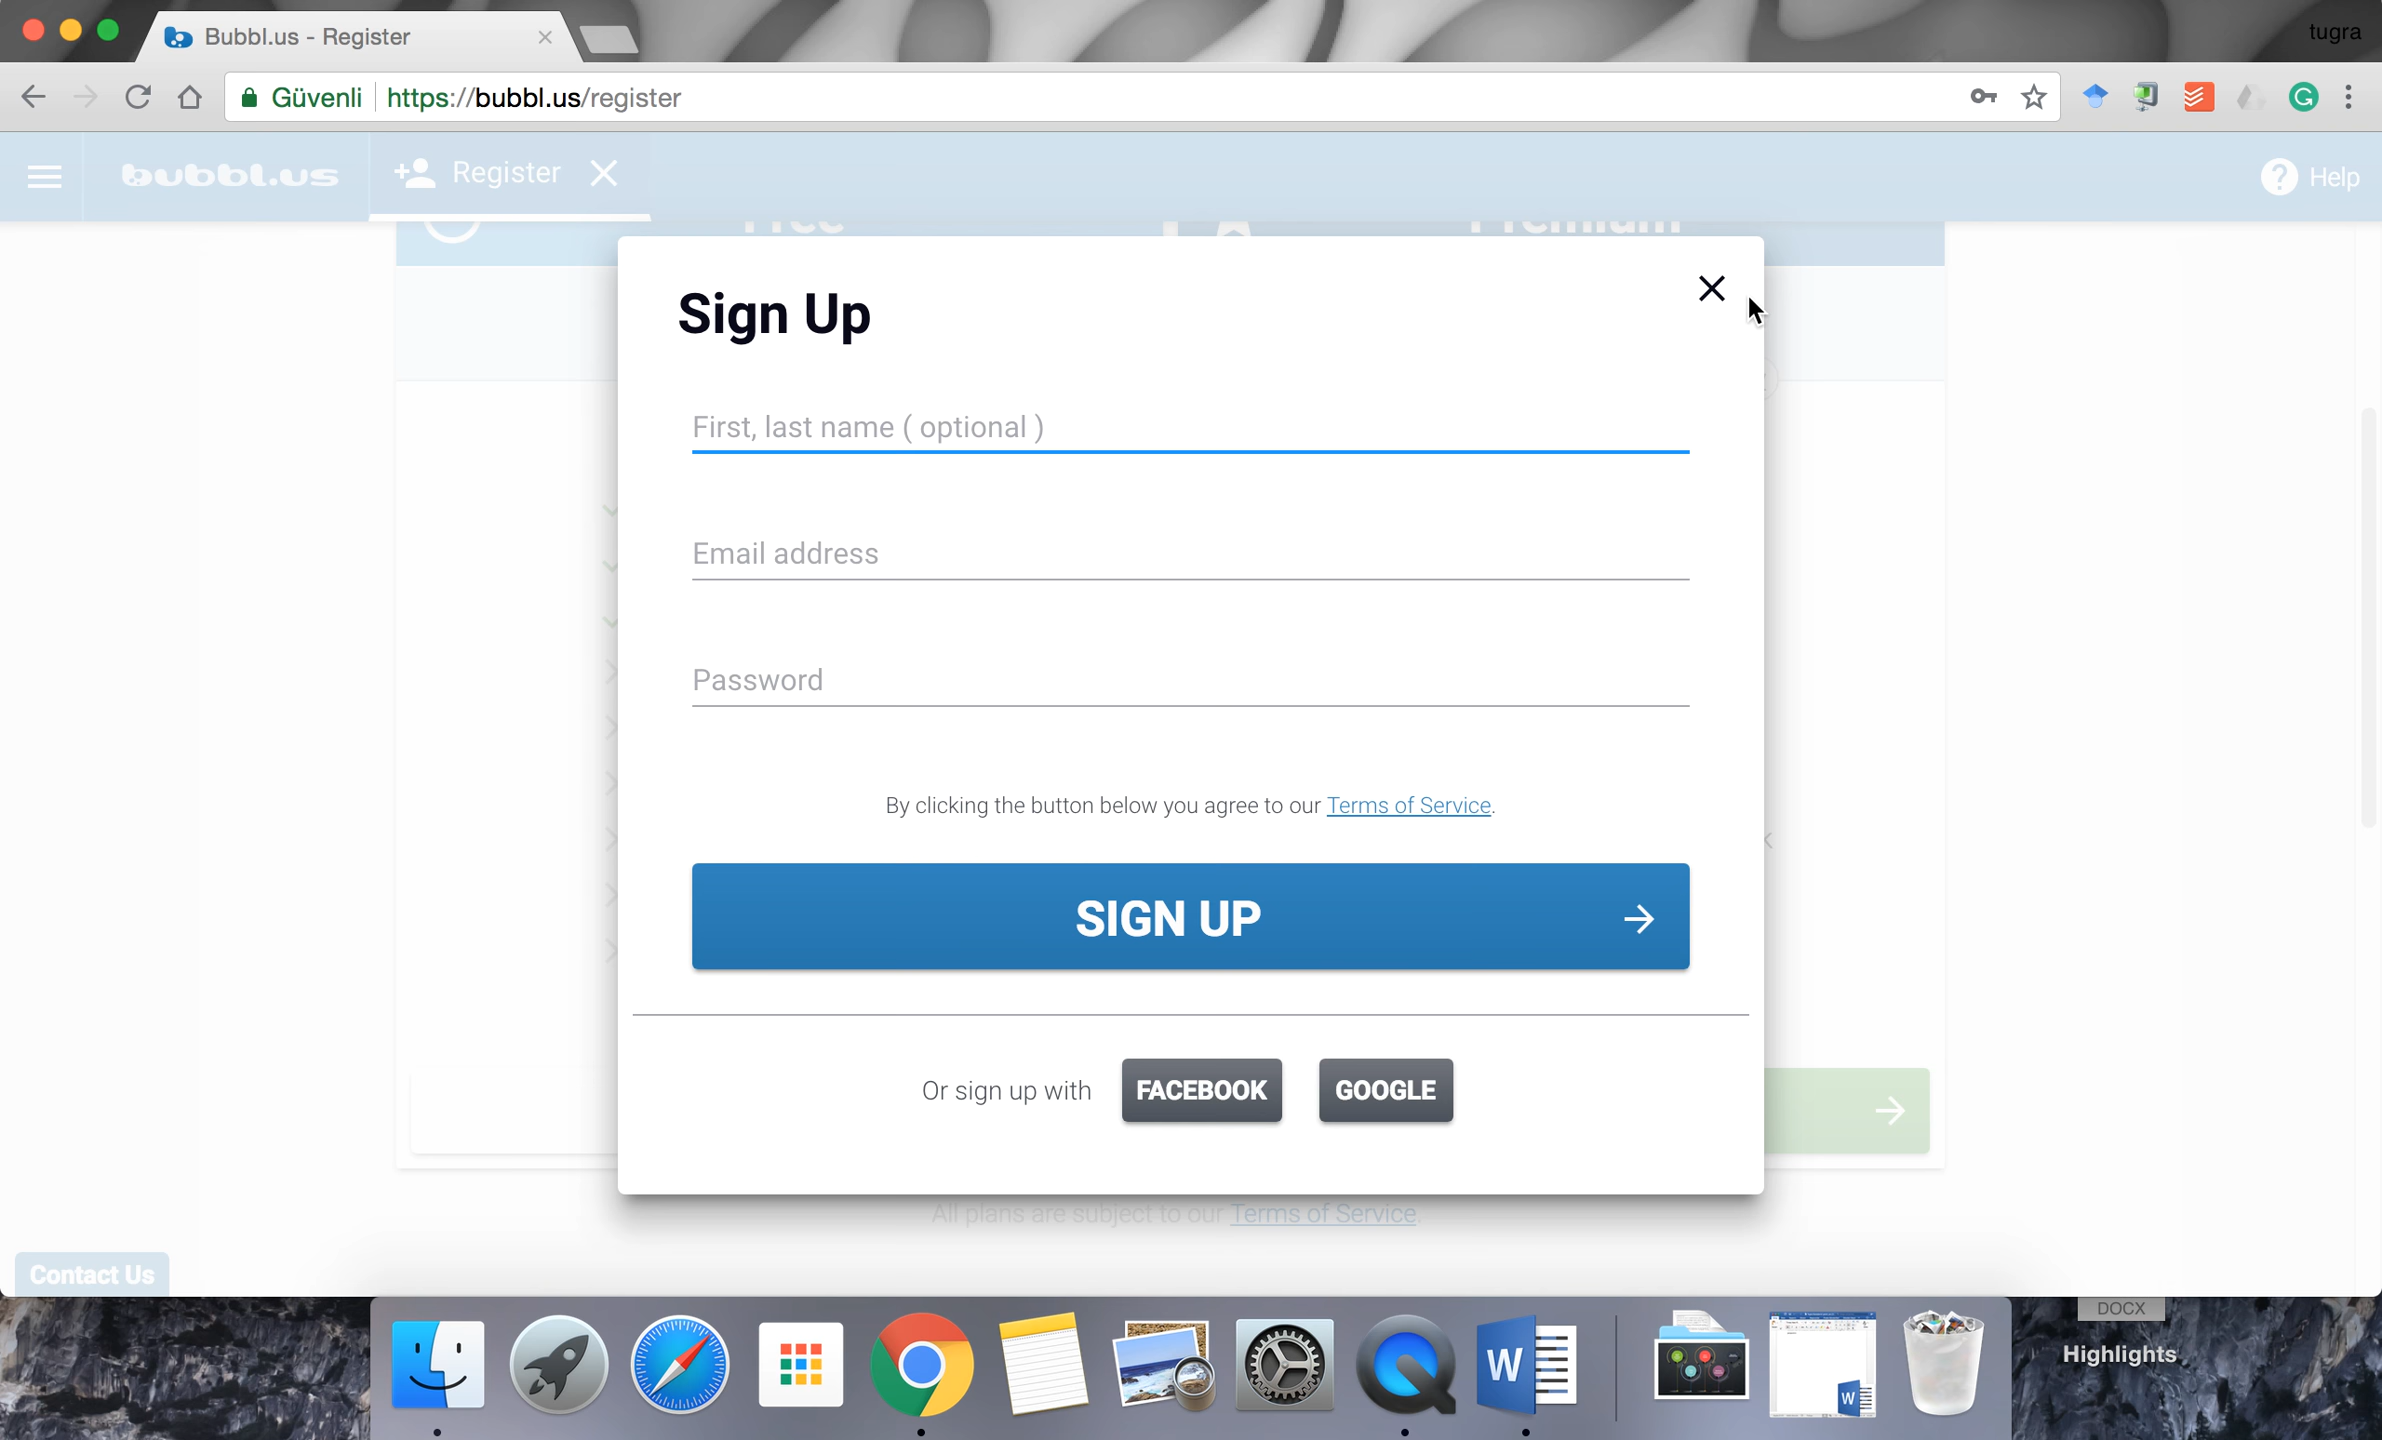 Bubbl.us - Register
tugra
Güvenli
https://bubbl.us/register
bubbl.us
Register
Help
Free
Premium
Sign Up
First, last name ( optional )
Email address
Password
By clicking the button below you agree to our Terms of Service.
SIGN UP
Or sign up with
FACEBOOK
GOOGLE
All plans are subject to our Terms of Service.
Contact Us
DOCX
Highlights